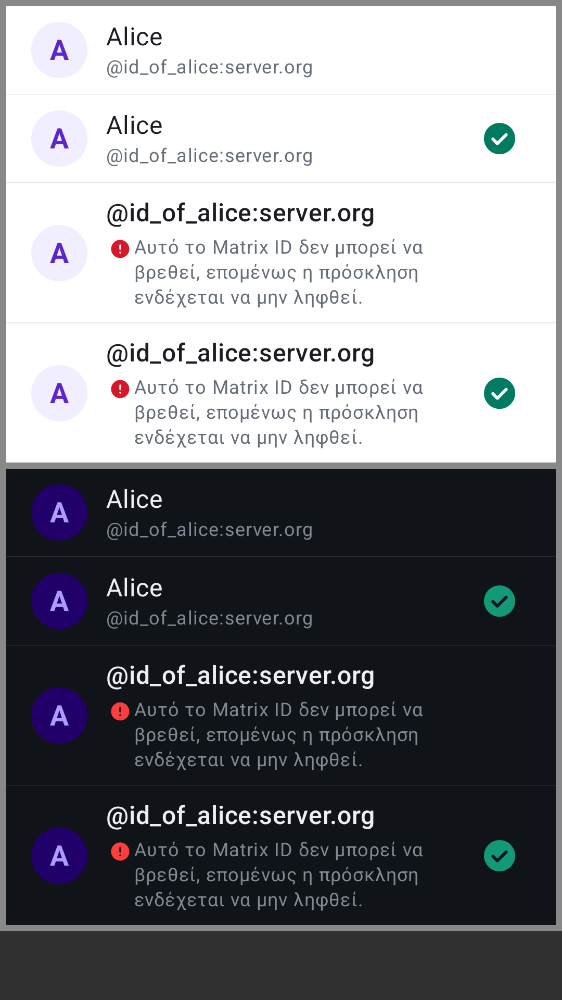 A
Alice
@id_of_alice:server.org
A
Alice
@id_of_alice:server.org
A
@id_of_alice:server.org
Αυτό το Matrix ID δεν μπορεί να
βρεθεί, επομένως η πρόσκληση
ενδέχεται να μην ληφθεί.
A
@id_of_alice:server.org
Αυτό το Matrix ID δεν μπορεί να
βρεθεί, επομένως η πρόσκληση
ενδέχεται να μην ληφθεί.
A
Alice
@id_of_alice:server.org
A
Alice
@id_of_alice:server.org
A
@id_of_alice:server.org
Αυτό το Matrix ID δεν μπορεί να
βρεθεί, επομένως η πρόσκληση
ενδέχεται να μην ληφθεί.
A
@id_of_alice:server.org
Αυτό το Matrix ID δεν μπορεί να
βρεθεί, επομένως η πρόσκληση
ενδέχεται να μην ληφθεί.